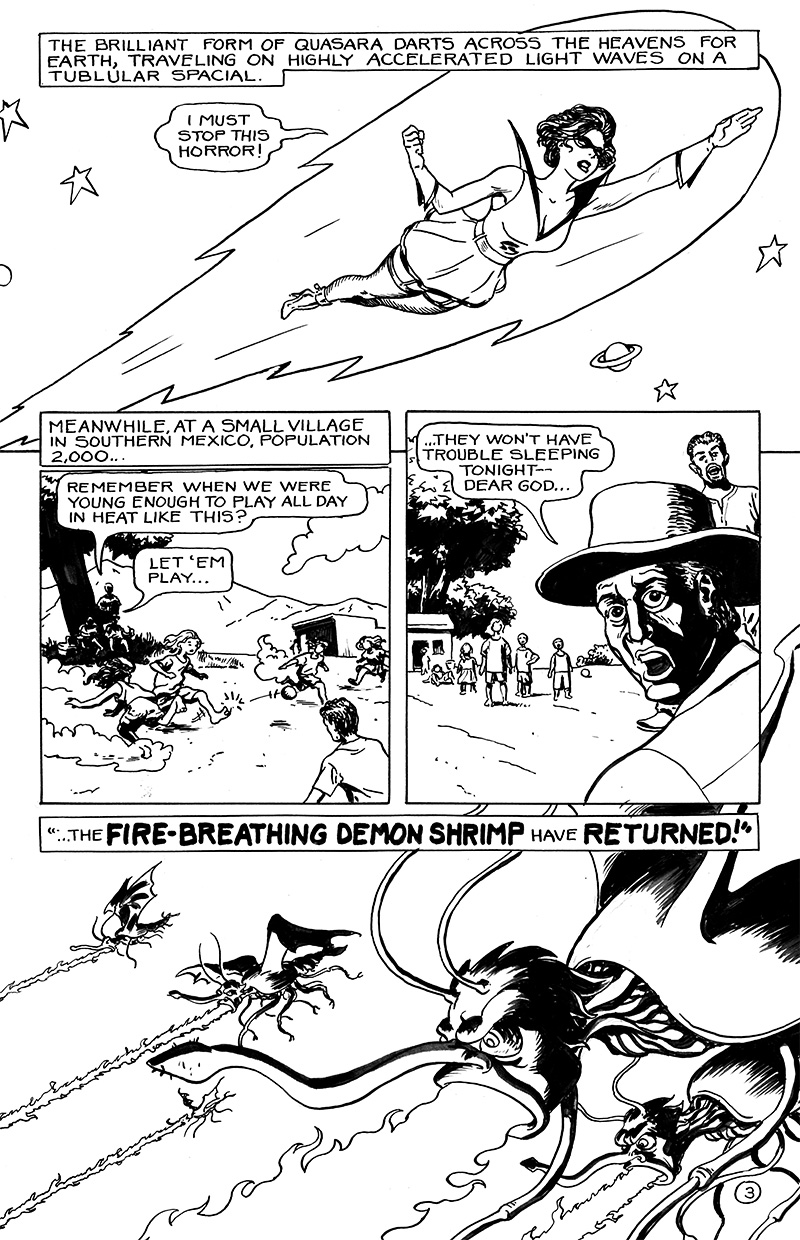 THE BRILLIANT FORM OF QUASARA DARTS ACROSS THE HEAVENS FOR
EARTH, TRAVELING ON HIGHLY ACCELERATED LIGHT WAVES ON A
TUBLULAR SPACIAL.
I MUST
STOP THIS
HORROR!
MEANWHILE, AT A SMALL VILLAGE
IN SOUTHERN MEXICO, POPULATION
2,000...
REMEMBER WHEN WE WERE
YOUNG ENOUGH TO PLAY ALL DAY
IN HEAT LIKE THIS?
LET 'EM
PLAY...
...THEY WON'T HAVE
TROUBLE SLEEPING
TONIGHT--
DEAR GOD...
"...THE FIRE-BREATHING DEMON SHRIMP HAVE RETURNED!"
3